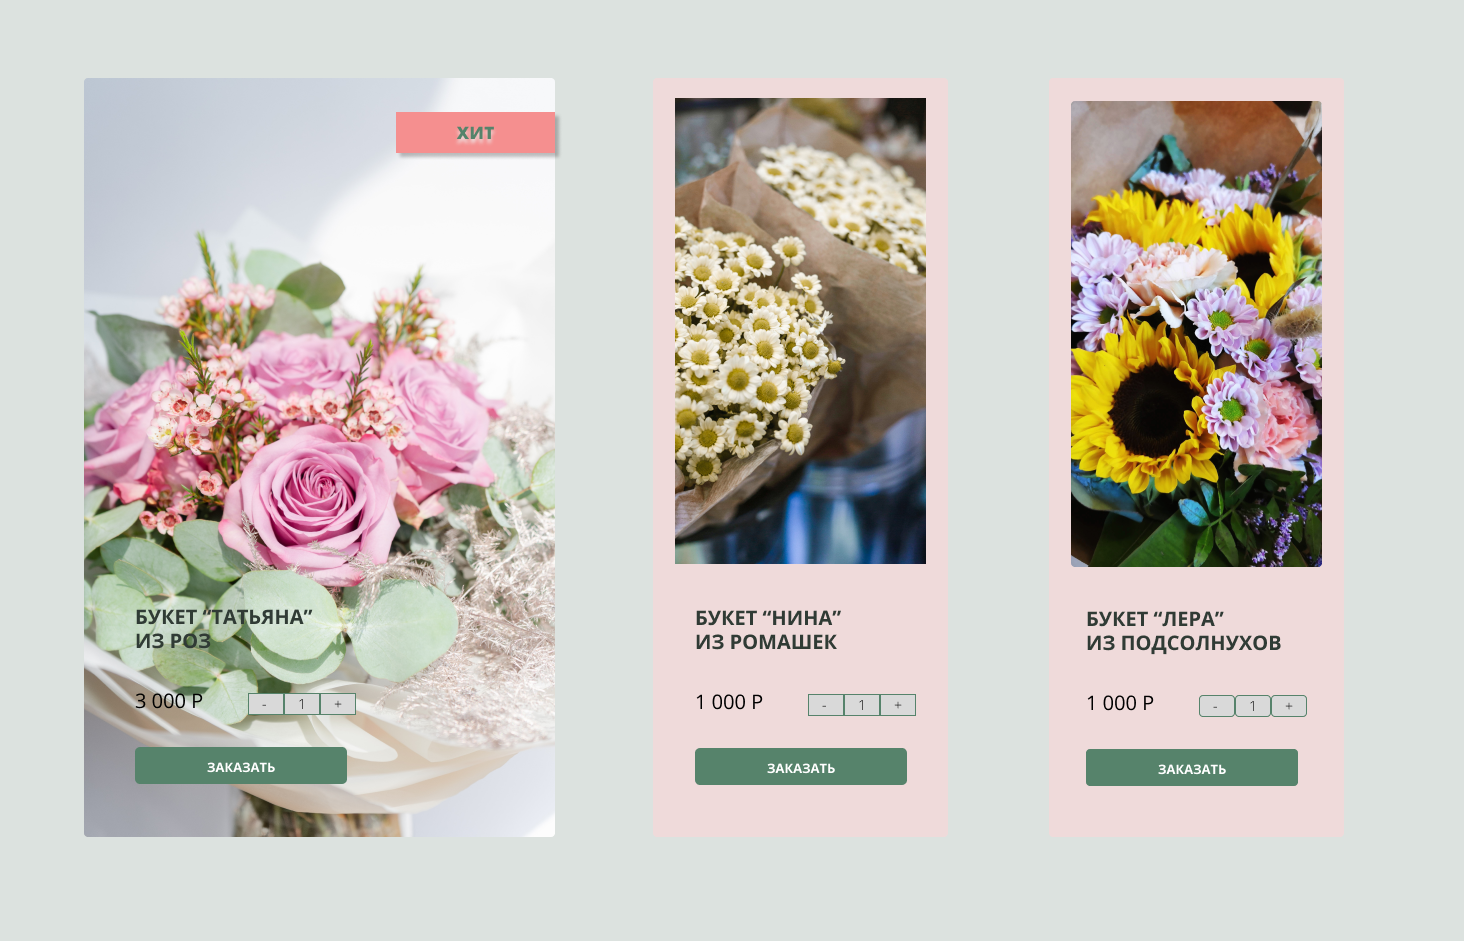 ХИТ
БУКЕТ “ТАТЬЯНА”
ИЗ РОЗ
3 000 Р
- 1 +
ЗАКАЗАТЬ
БУКЕТ “НИНА”
ИЗ РОМАШЕК
1 000 Р
- 1 +
ЗАКАЗАТЬ
БУКЕТ “ЛЕРА”
ИЗ ПОДСОЛНУХОВ
1 000 Р
- 1 +
ЗАКАЗАТЬ